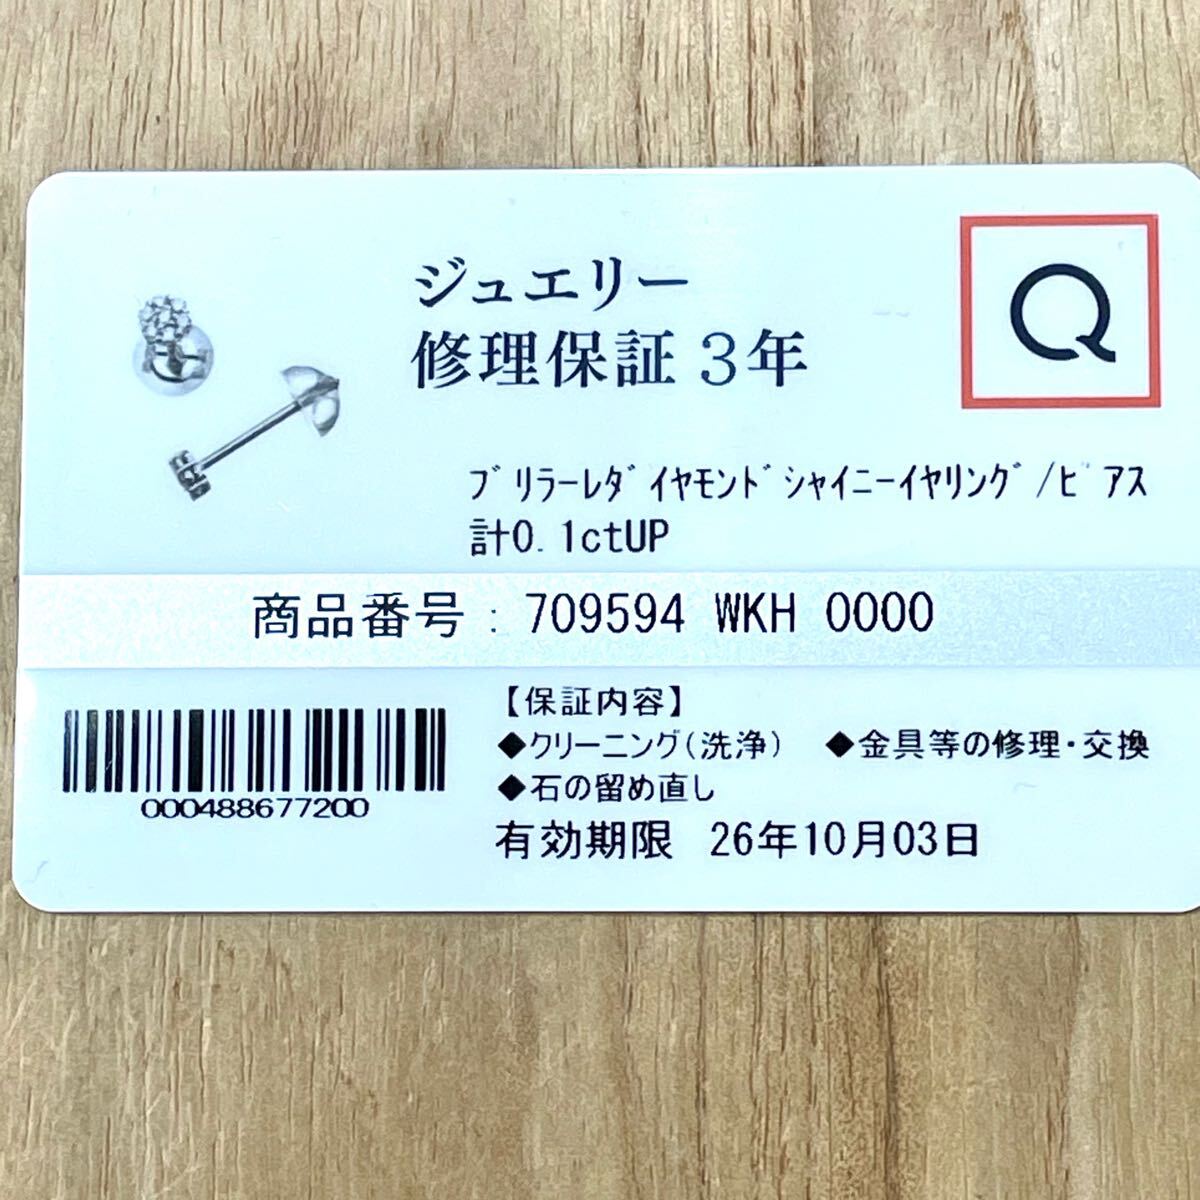 ジュエリー
修理保証3年
Q
ﾌﾞﾘﾗｰﾚﾀﾞｲﾔﾓﾝﾄﾞｼｬｲﾆｰｲﾔﾘﾝｸﾞ/ﾋﾟｱｽ
計0.1ctUP
商品番号：709594 WKH 0000
000488677200
【保証内容】
◆クリーニング(洗浄) ◆金具等の修理・交換
◆石の留め直し
有効期限 26年10月03日